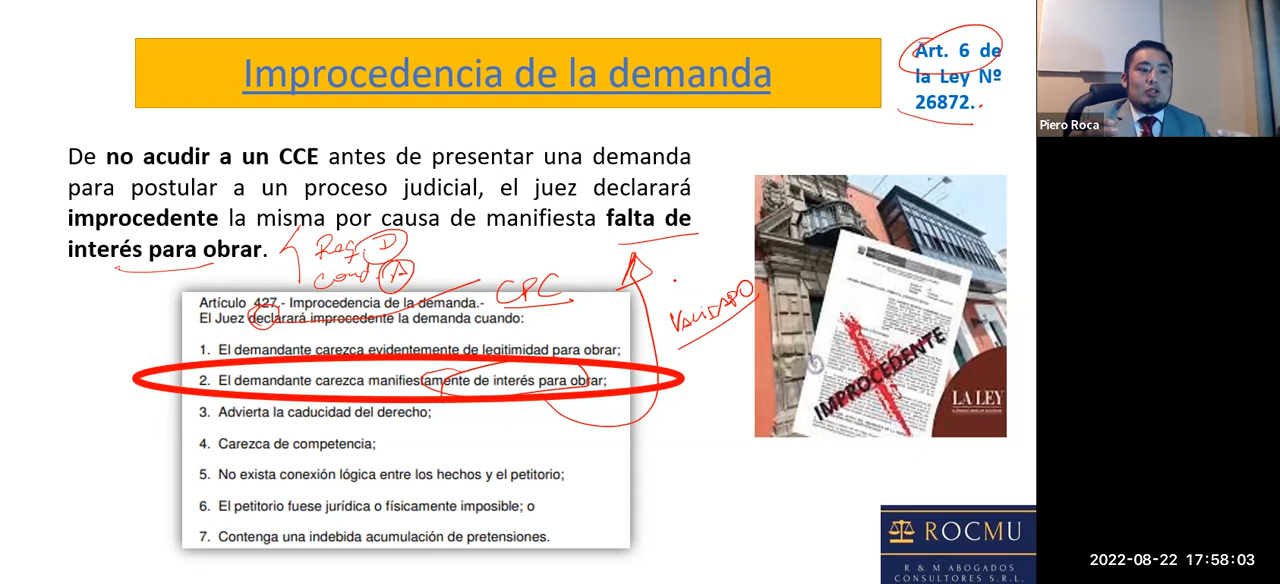 Improcedencia de la demanda
Art. 6 de
la Ley Nº
26872.
Piero Roca
De no acudir a un CCE antes de presentar una demanda
para postular a un proceso judicial, el juez declarará
improcedente la misma por causa de manifiesta falta de
interés para obrar.
Req. D
Cond. A
CPC
VALIDADO
Artículo 427.- Improcedencia de la demanda.-
El Juez declarará improcedente la demanda cuando:
1. El demandante carezca evidentemente de legitimidad para obrar;
2. El demandante carezca manifiestamente de interés para obrar;
3. Advierta la caducidad del derecho;
4. Carezca de competencia;
5. No exista conexión lógica entre los hechos y el petitorio;
6. El petitorio fuese jurídica o físicamente imposible; o
7. Contenga una indebida acumulación de pretensiones.
IMPROCEDENTE
LA LEY
ROCMU
R & M ABOGADOS
CONSULTORES S.R.L.
2022-08-22 17:58:03